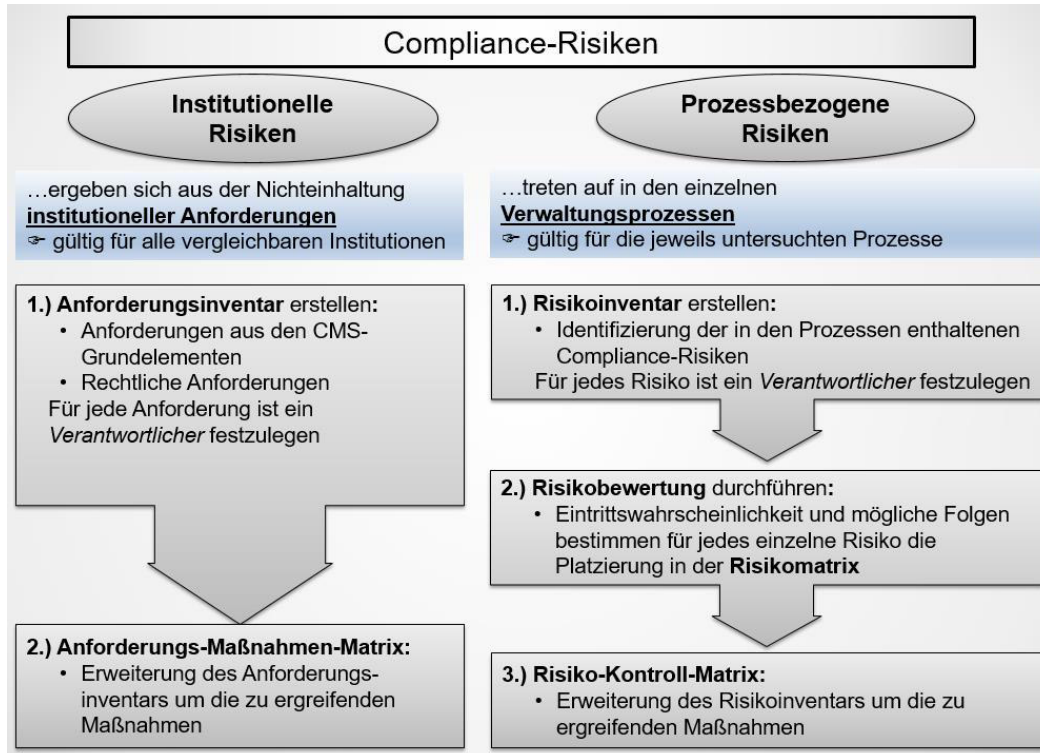 Compliance-Risiken
Institutionelle
Risiken
…ergeben sich aus der Nichteinhaltung
institutioneller Anforderungen
☞ gültig für alle vergleichbaren Institutionen
1.) Anforderungsinventar erstellen:
• Anforderungen aus den CMS-
Grundelementen
• Rechtliche Anforderungen
Für jede Anforderung ist ein
Verantwortlicher festzulegen
2.) Anforderungs-Maßnahmen-Matrix:
• Erweiterung des Anforderungs-
inventars um die zu ergreifenden
Maßnahmen
Prozessbezogene
Risiken
…treten auf in den einzelnen
Verwaltungsprozessen
☞ gültig für die jeweils untersuchten Prozesse
1.) Risikoinventar erstellen:
• Identifizierung der in den Prozessen enthaltenen
Compliance-Risiken
Für jedes Risiko ist ein Verantwortlicher festzulegen
2.) Risikobewertung durchführen:
• Eintrittswahrscheinlichkeit und mögliche Folgen
bestimmen für jedes einzelne Risiko die
Platzierung in der Risikomatrix
3.) Risiko-Kontroll-Matrix:
• Erweiterung des Risikoinventars um die zu
ergreifenden Maßnahmen